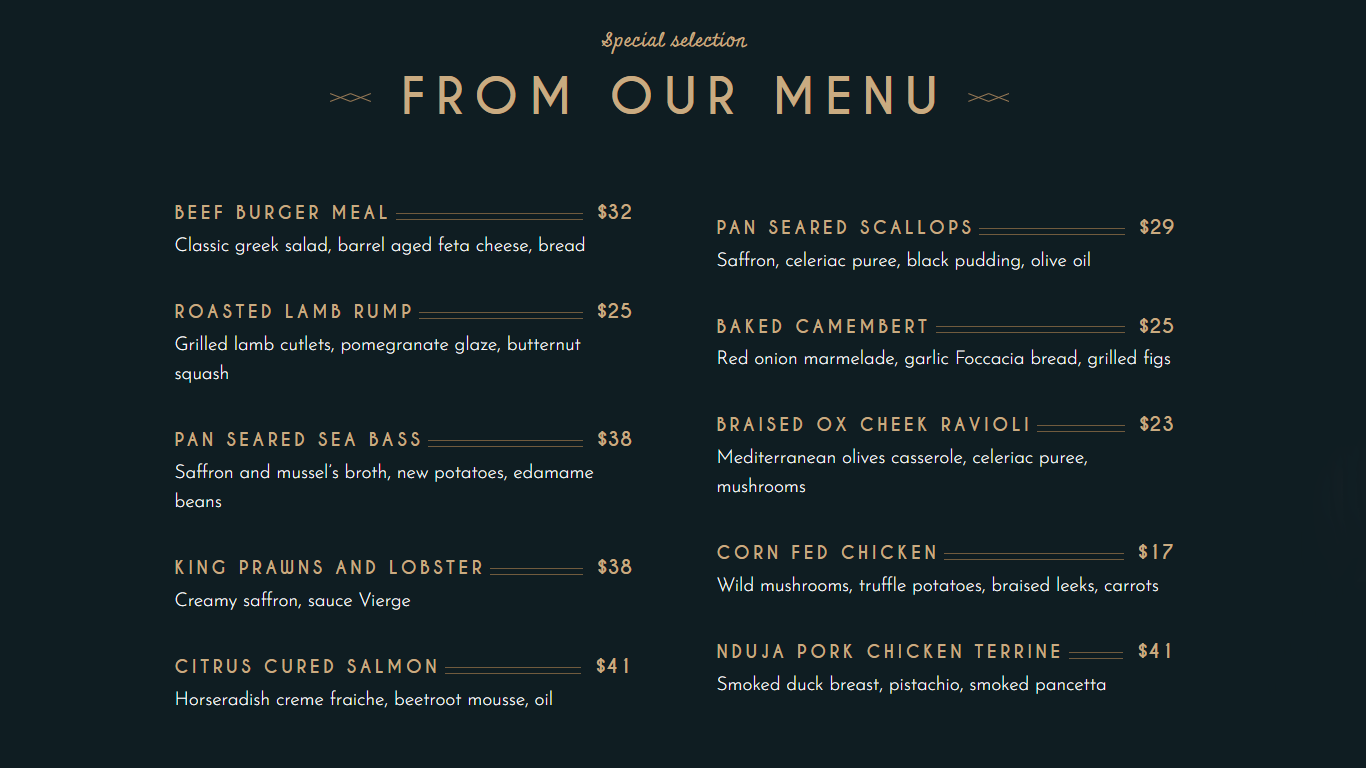 Special selection
FROM OUR MENU
BEEF BURGER MEAL $32
Classic greek salad, barrel aged feta cheese, bread
ROASTED LAMB RUMP $25
Grilled lamb cutlets, pomegranate glaze, butternut
squash
PAN SEARED SEA BASS $38
Saffron and mussel's broth, new potatoes, edamame
beans
KING PRAWNS AND LOBSTER $38
Creamy saffron, sauce Vierge
CITRUS CURED SALMON $41
Horseradish creme fraiche, beetroot mousse, oil
PAN SEARED SCALLOPS $29
Saffron, celeriac puree, black pudding, olive oil
BAKED CAMEMBERT $25
Red onion marmelade, garlic Foccacia bread, grilled figs
BRAISED OX CHEEK RAVIOLI $23
Mediterranean olives casserole, celeriac puree,
mushrooms
CORN FED CHICKEN $17
Wild mushrooms, truffle potatoes, braised leeks, carrots
NDUJA PORK CHICKEN TERRINE $41
Smoked duck breast, pistachio, smoked pancetta